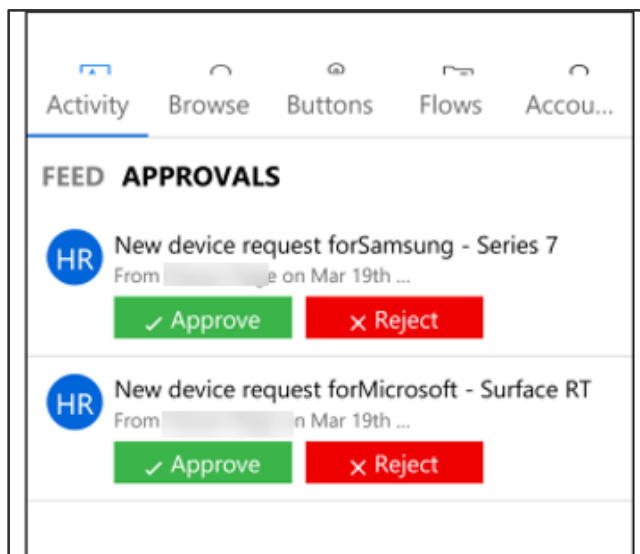 Activity Browse Buttons Flows Accou...
FEED APPROVALS
HR New device request forSamsung - Series 7
From on Mar 19th ...
Approve Reject
HR New device request forMicrosoft - Surface RT
From Mar 19th ...
Approve Reject